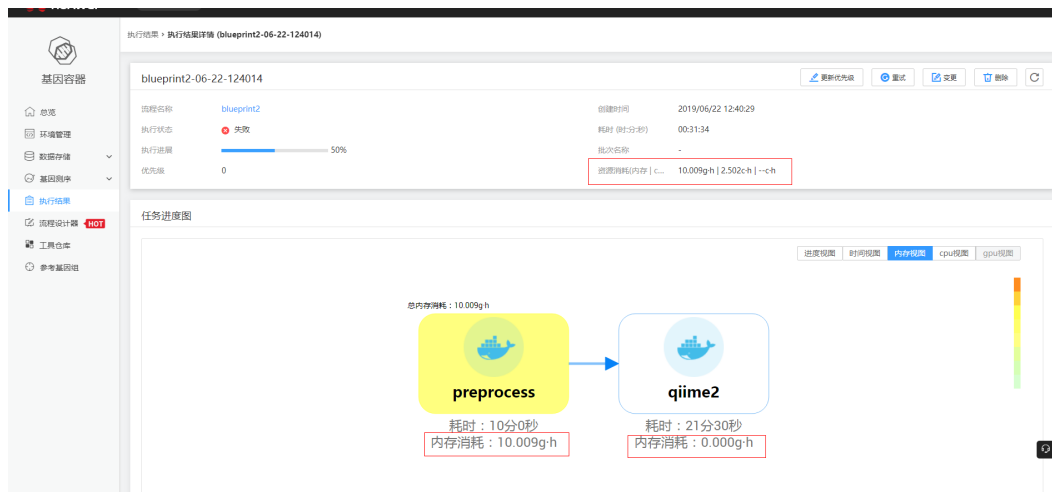 执行结果 › 执行结果详情 (blueprint2-06-22-124014)
基因容器
总览
环境管理
数据存储
基因测序
执行结果
流程设计器 HOT
工具仓库
参考基因组
blueprint2-06-22-124014
更新优先级 重试 变更 删除
流程名称 blueprint2 创建时间 2019/06/22 12:40:29
执行状态 失败 耗时 (时:分:秒) 00:31:34
执行进展 50% 批次名称 -
优先级 0 资源消耗(内存 | c... 10.009g·h | 2.502c·h | --c·h
任务进度图
进度视图 时间视图 内存视图 cpu视图 gpu视图
总内存消耗：10.009g·h
preprocess qiime2
耗时：10分0秒 耗时：21分30秒
内存消耗：10.009g·h 内存消耗：0.000g·h